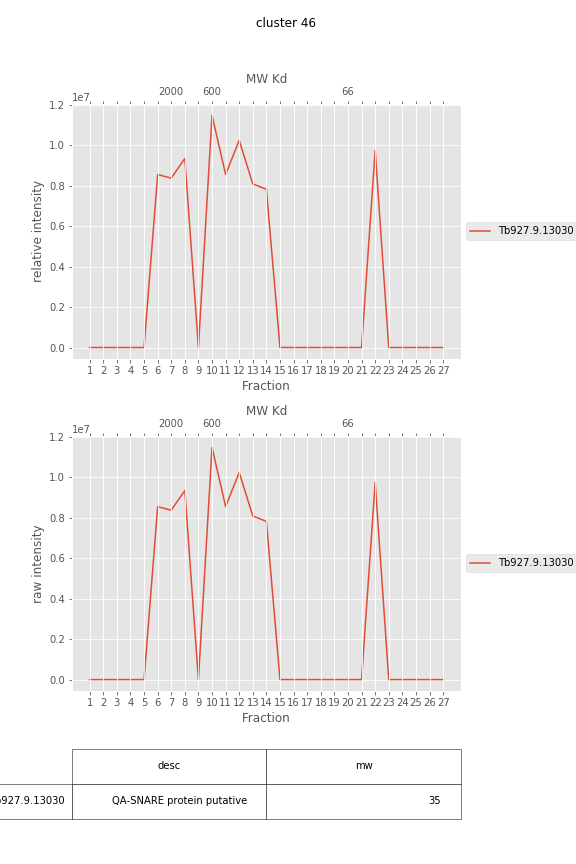 cluster 46
MW Kd
2000 600 66
1e7
1.2
1.0
0.8
0.6
0.4
0.2
0.0
relative intensity
1 2 3 4 5 6 7 8 9 10 11 12 13 14 15 16 17 18 19 20 21 22 23 24 25 26 27
Fraction
Tb927.9.13030
MW Kd
2000 600 66
1e7
1.2
1.0
0.8
0.6
0.4
0.2
0.0
raw intensity
1 2 3 4 5 6 7 8 9 10 11 12 13 14 15 16 17 18 19 20 21 22 23 24 25 26 27
Fraction
Tb927.9.13030
desc mw
927.9.13030 QA-SNARE protein putative 35